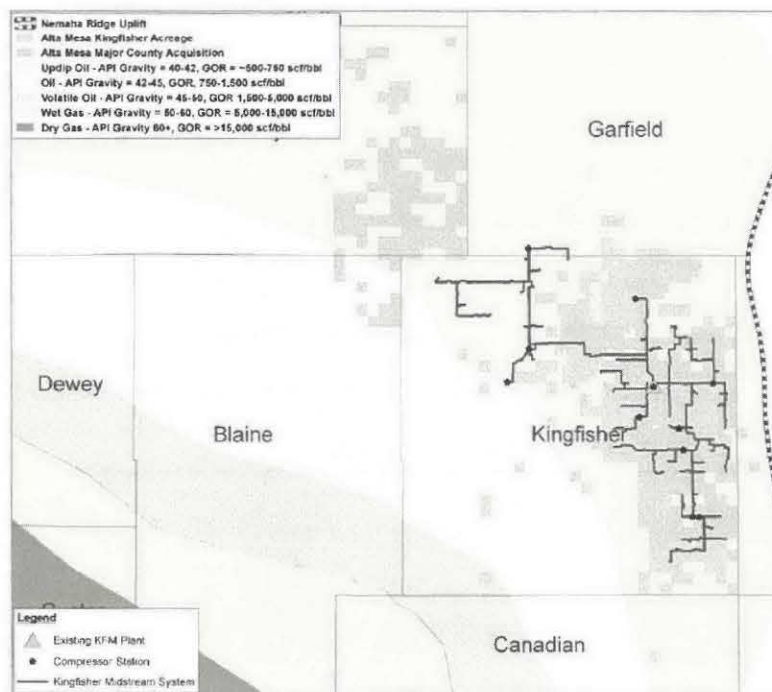 Nemaha Ridge Uplift
Alta Mesa Kingfisher Acreage
Alta Mesa Major County Acquisition
Updip Oil - API Gravity = 40-42, GOR = ~500-750 scf/bbl
Oil - API Gravity = 42-45, GOR, 750-1,500 scf/bbl
Volatile Oil - API Gravity = 45-50, GOR 1,500-5,000 scf/bbl
Wet Gas - API Gravity = 50-60, GOR = 5,000-15,000 scf/bbl
Dry Gas - API Gravity 60+, GOR = >15,000 scf/bbl
Garfield
Dewey
Blaine
Kingfisher
Canadian
Legend
Existing KFM Plant
Compressor Station
Kingfisher Midstream System